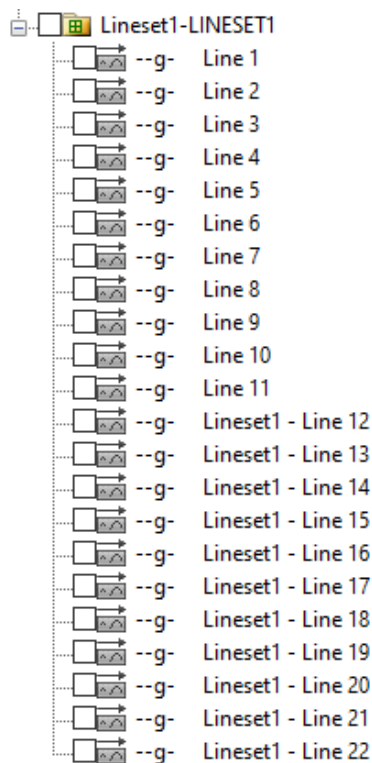 Lineset1-LINESET1
--g- Line 1
--g- Line 2
--g- Line 3
--g- Line 4
--g- Line 5
--g- Line 6
--g- Line 7
--g- Line 8
--g- Line 9
--g- Line 10
--g- Line 11
--g- Lineset1 - Line 12
--g- Lineset1 - Line 13
--g- Lineset1 - Line 14
--g- Lineset1 - Line 15
--g- Lineset1 - Line 16
--g- Lineset1 - Line 17
--g- Lineset1 - Line 18
--g- Lineset1 - Line 19
--g- Lineset1 - Line 20
--g- Lineset1 - Line 21
--g- Lineset1 - Line 22